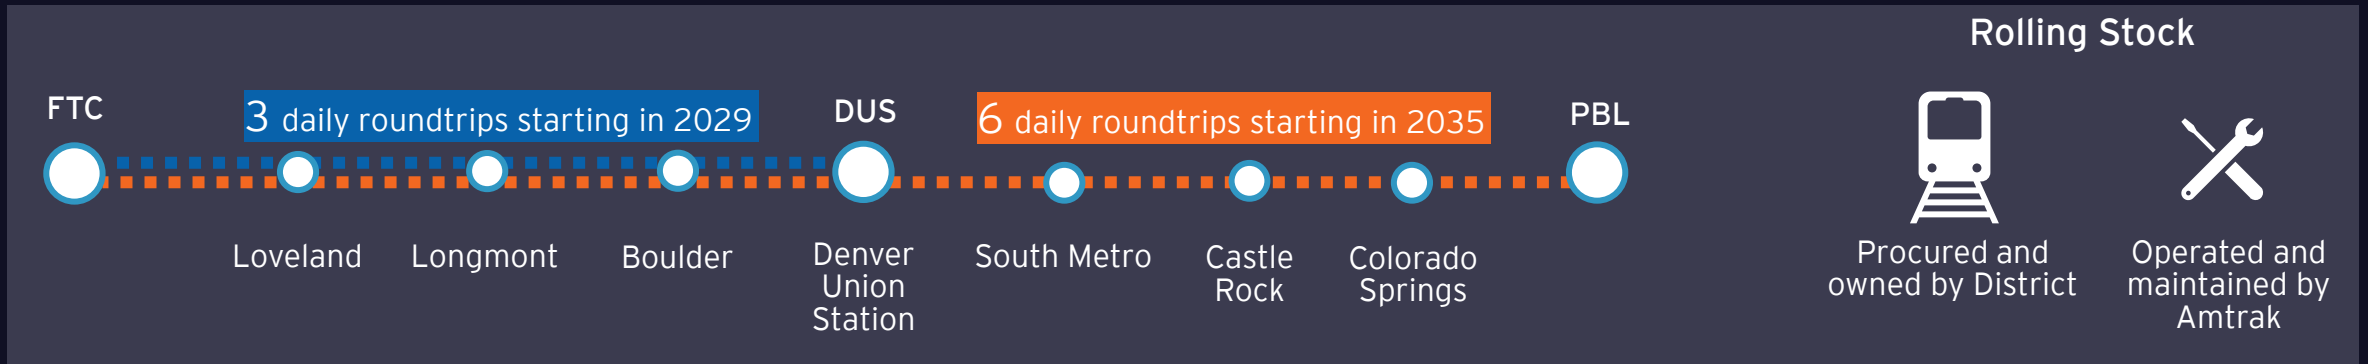 Rolling Stock
FTC
3 daily roundtrips starting in 2029
DUS
6 daily roundtrips starting in 2035
PBL
Loveland
Longmont
Boulder
Denver
Union
Station
South Metro
Castle
Rock
Colorado
Springs
Procured and
owned by District
Operated and
maintained by
Amtrak